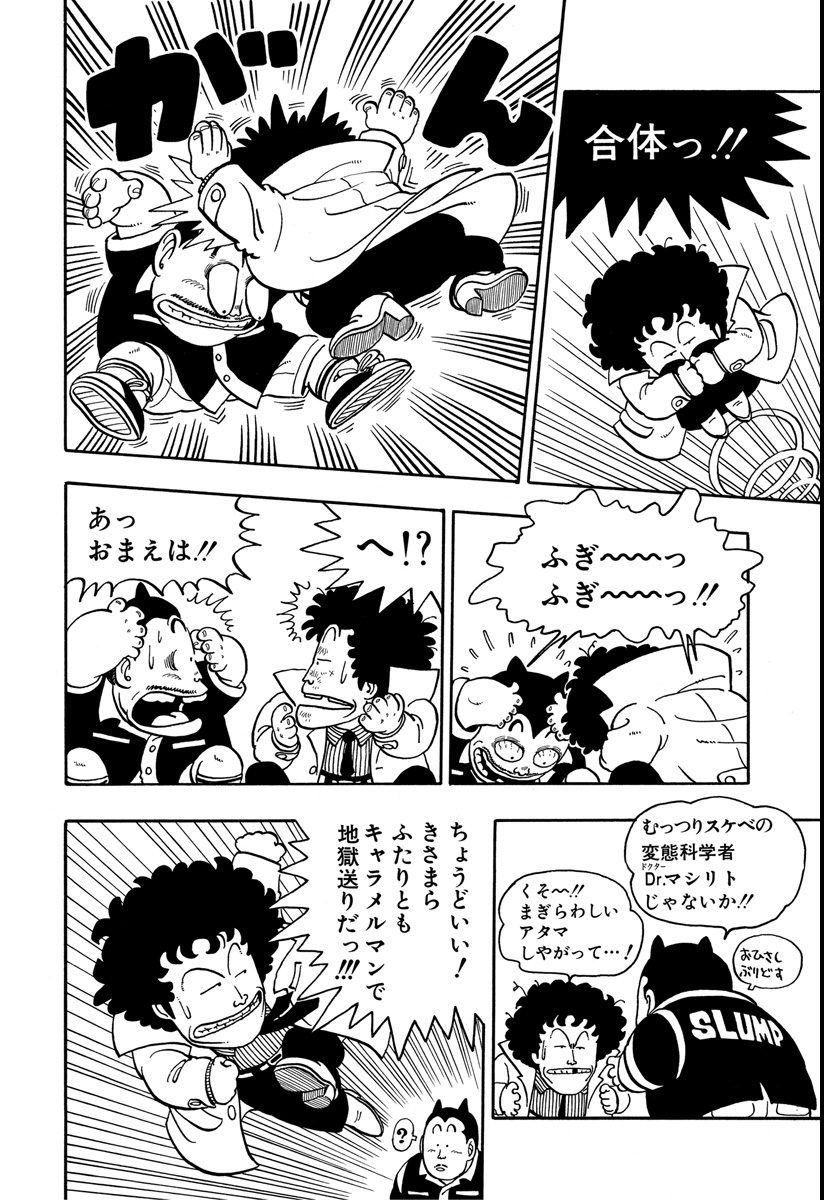 合体っ!!
がん
ふぎ〜〜〜っ
ふぎ〜〜〜っ!!
へ!?
あっ
おまえは!!
むっつりスケベの
変態科学者
ドクター
Dr.マシリト
じゃないか!!
おひさし
ぶりどす
くそ〜!!
まぎらわしい
アタマ
しやがって…!
SLUMP
ちょうどいい!
きさまら
ふたりとも
キャラメルマンで
地獄送りだっ!!!
?